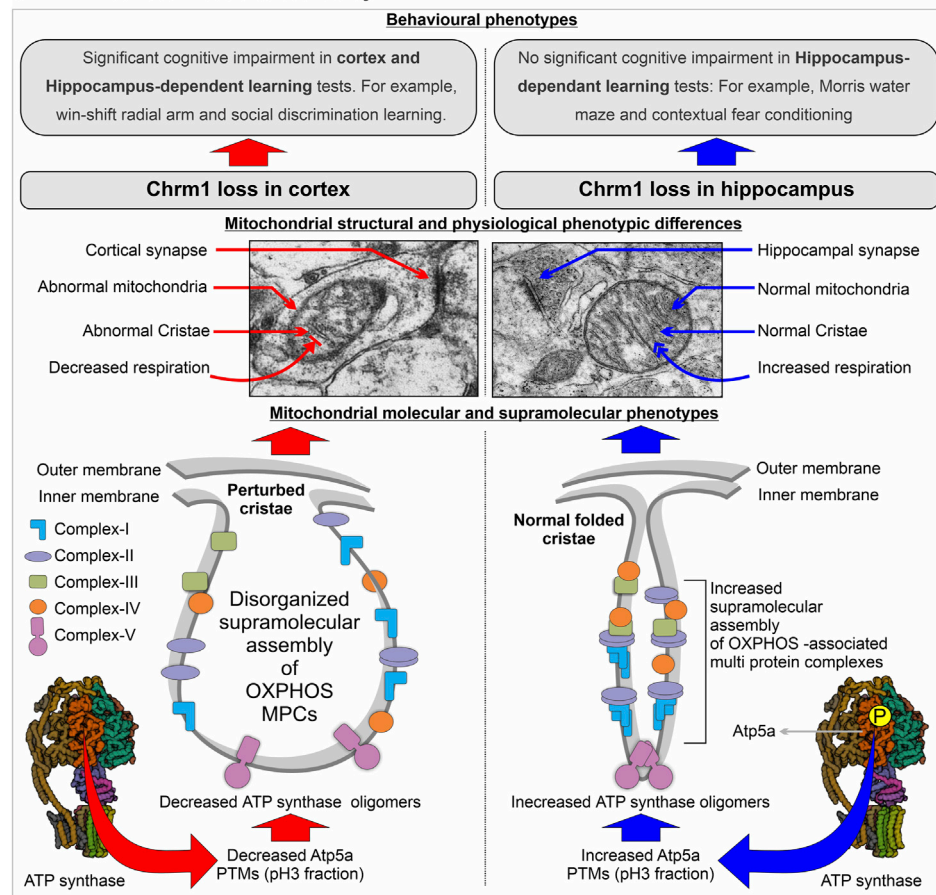 Behavioural phenotypes
Significant cognitive impairment in cortex and
Hippocampus-dependent learning tests. For example,
win-shift radial arm and social discrimination learning.
No significant cognitive impairment in Hippocampus-
dependant learning tests: For example, Morris water
maze and contextual fear conditioning
Chrm1 loss in cortex
Chrm1 loss in hippocampus
Mitochondrial structural and physiological phenotypic differences
Cortical synapse
Abnormal mitochondria
Abnormal Cristae
Decreased respiration
Hippocampal synapse
Normal mitochondria
Normal Cristae
Increased respiration
Mitochondrial molecular and supramolecular phenotypes
Outer membrane
Inner membrane
Perturbed
cristae
Complex-I
Complex-II
Complex-III
Complex-IV
Complex-V
Disorganized
supramolecular
assembly
of
OXPHOS
MPCs
Decreased ATP synthase oligomers
Decreased Atp5a
PTMs (pH3 fraction)
ATP synthase
Outer membrane
Inner membrane
Normal folded
cristae
Increased
supramolecular
assembly
of OXPHOS -associated
multi protein complexes
P
Atp5a
Inecreased ATP synthase oligomers
Increased Atp5a
PTMs (pH3 fraction)
ATP synthase